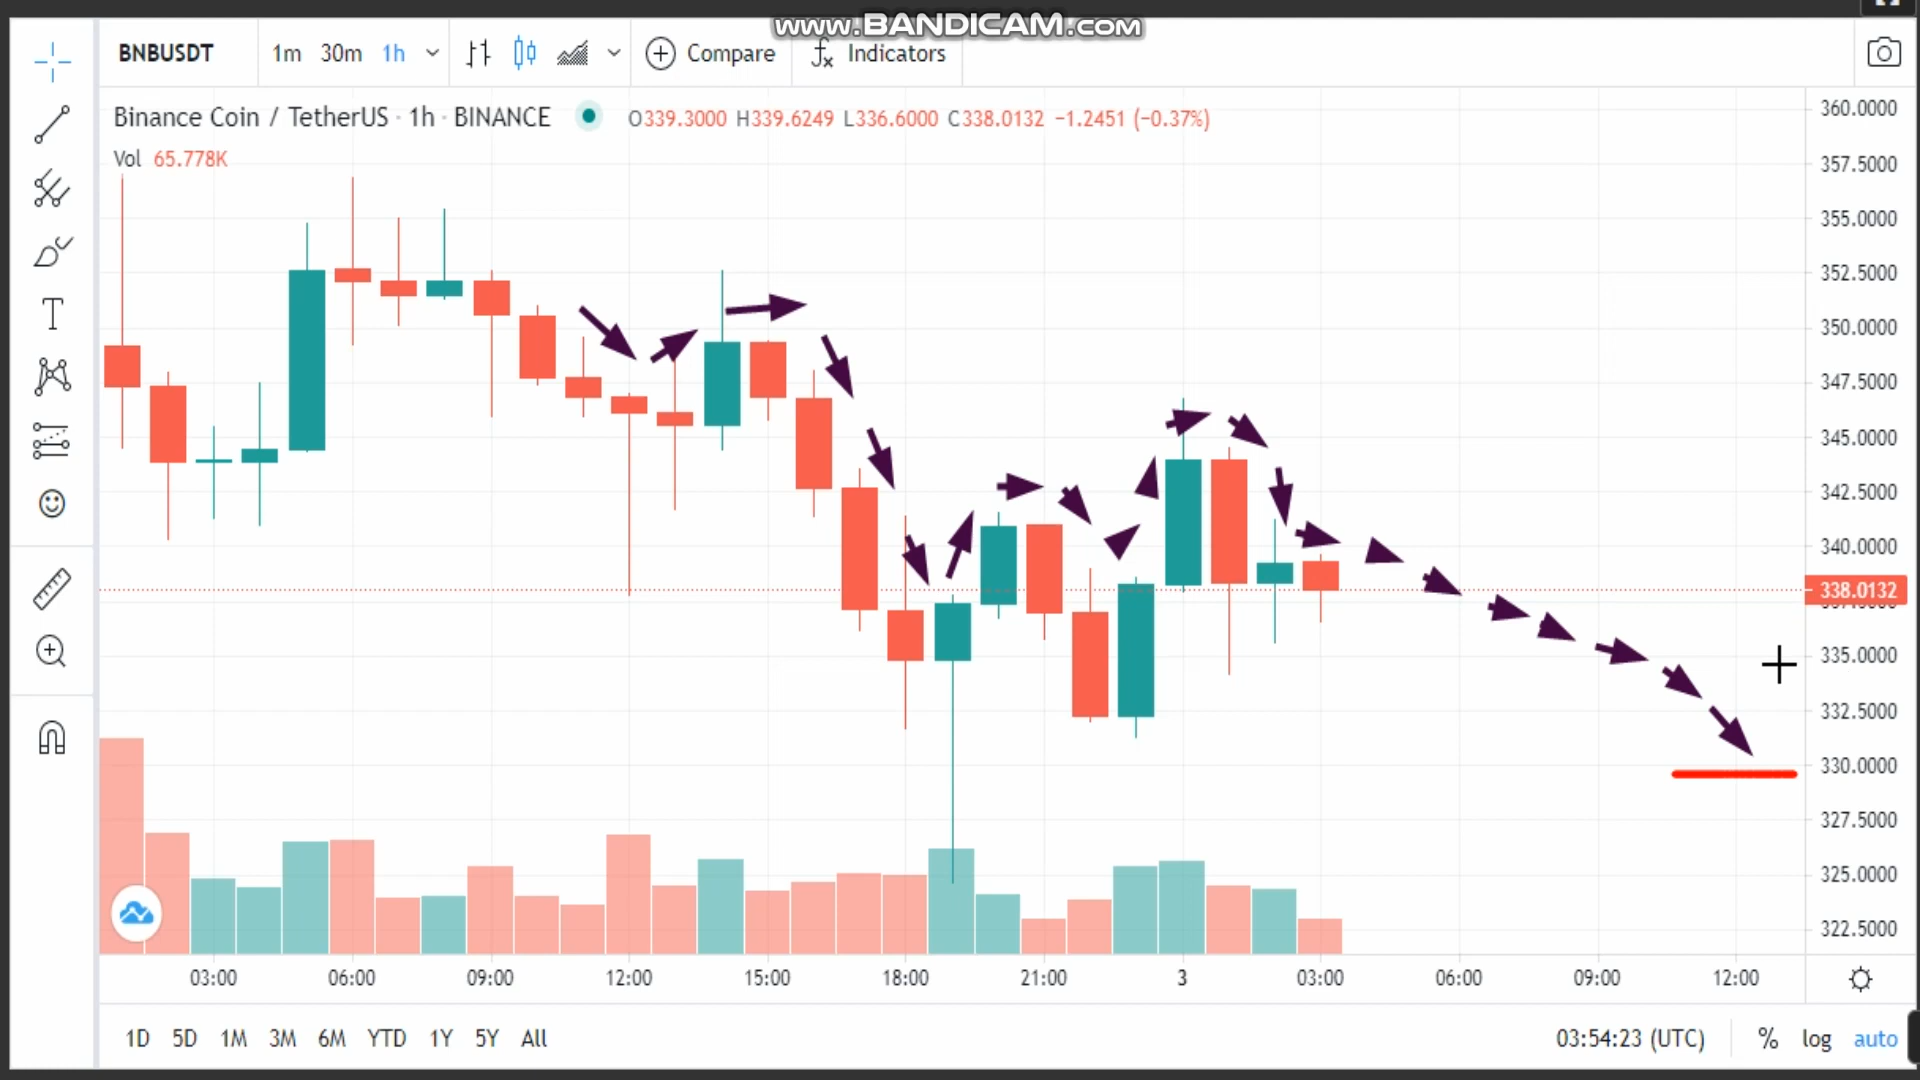 www.BANDICAM.com
BNBUSDT 1m 30m 1h Compare Indicators
Binance Coin / TetherUS · 1h · BINANCE O339.3000 H339.6249 L336.6000 C338.0132 −1.2451 (−0.37%)
Vol 65.778K
360.0000
357.5000
355.0000
352.5000
350.0000
347.5000
345.0000
342.5000
340.0000
338.0132
335.0000
332.5000
330.0000
327.5000
325.0000
322.5000
03:00 06:00 09:00 12:00 15:00 18:00 21:00 3 03:00 06:00 09:00 12:00
1D 5D 1M 3M 6M YTD 1Y 5Y All 03:54:23 (UTC) % log auto